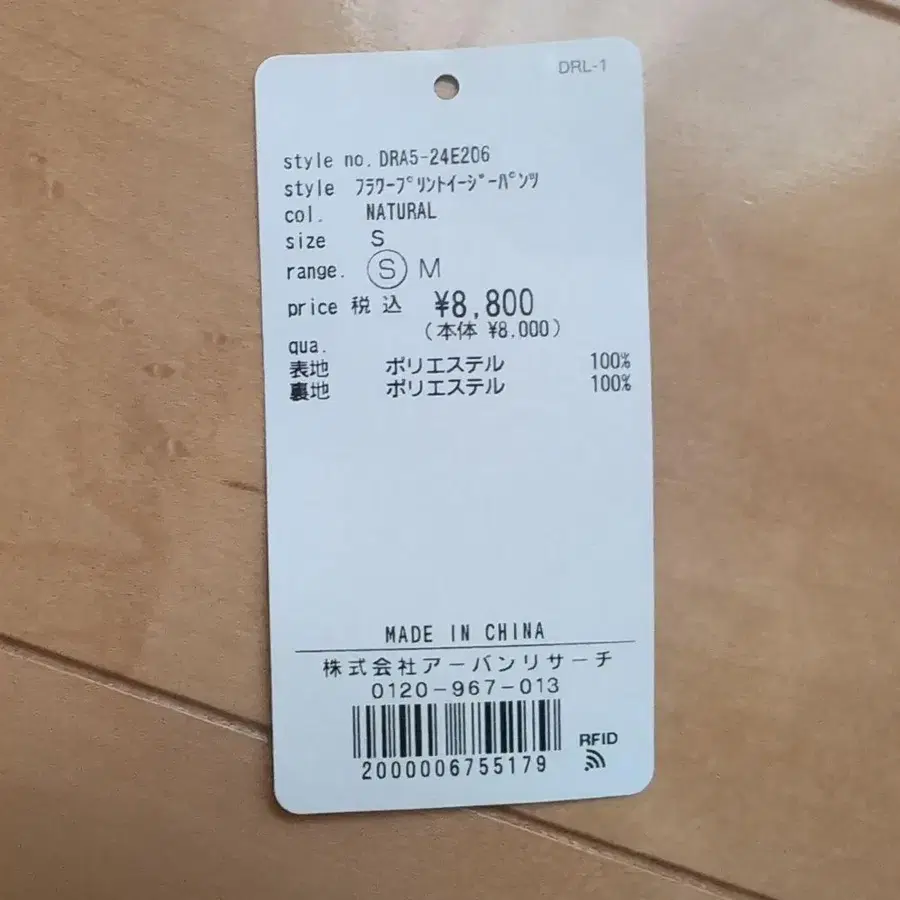 DRL-1
style no. DRA5-24E206
style ﾌﾗﾜｰﾌﾟﾘﾝﾄｲｰｼﾞｰﾊﾟﾝﾂ
col. NATURAL
size S
range. S M
price 税込 ¥8,800
(本体 ¥8,000)
qua.
表地 ポリエステル 100%
裏地 ポリエステル 100%
MADE IN CHINA
株式会社アーバンリサーチ
0120-967-013
RFID
2000006755179